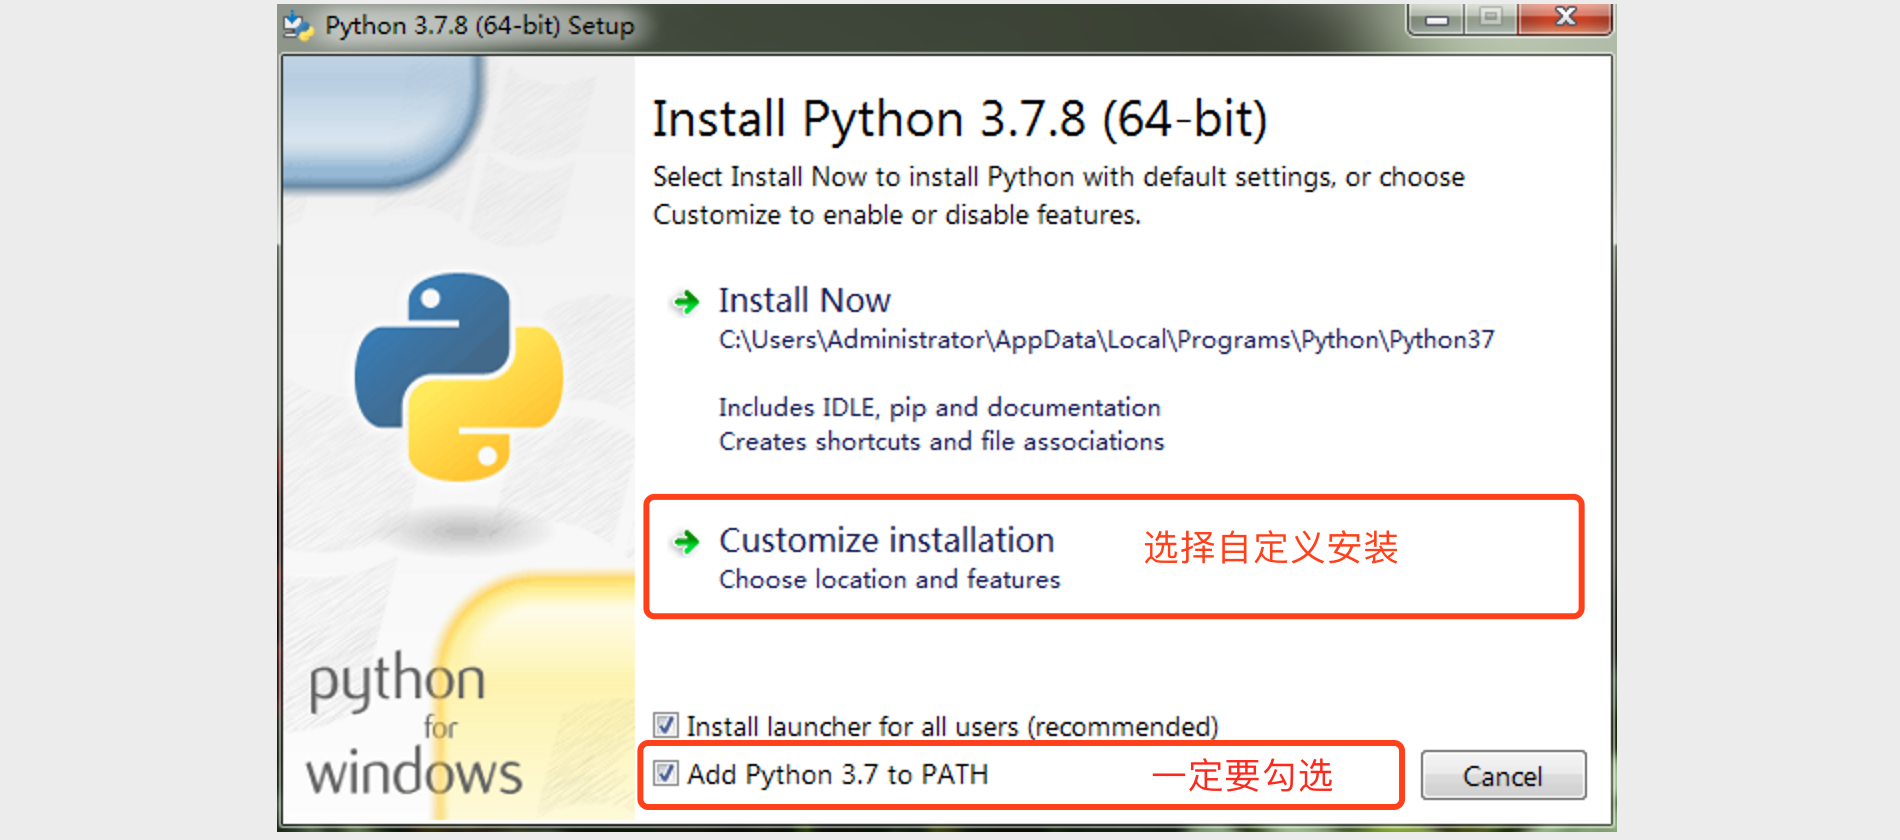 Python 3.7.8 (64-bit) Setup
Install Python 3.7.8 (64-bit)
Select Install Now to install Python with default settings, or choose
Customize to enable or disable features.
Install Now
C:\Users\Administrator\AppData\Local\Programs\Python\Python37
Includes IDLE, pip and documentation
Creates shortcuts and file associations
Customize installation 选择自定义安装
Choose location and features
python
for
windows
Install launcher for all users (recommended)
Add Python 3.7 to PATH 一定要勾选
Cancel